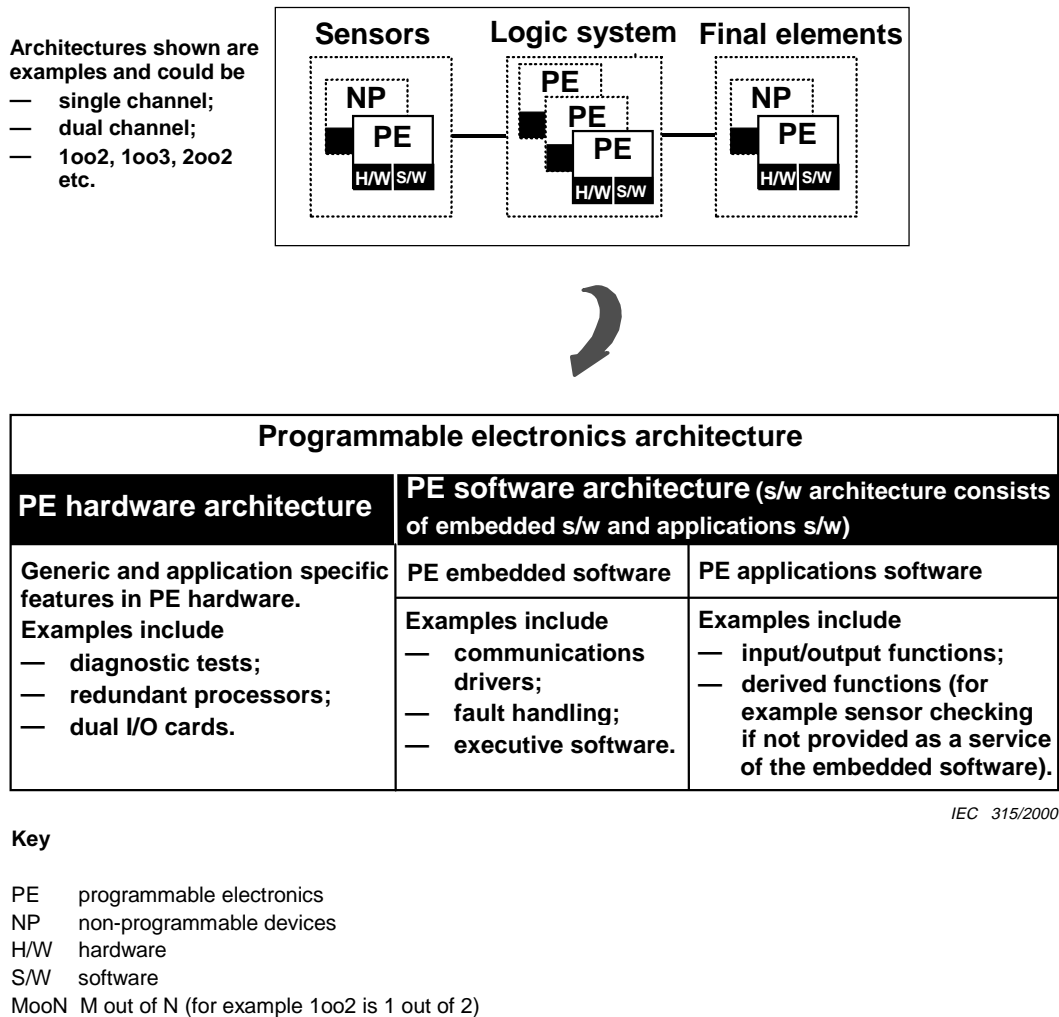 Architectures shown are
examples and could be
— single channel;
— dual channel;
— 1oo2, 1oo3, 2oo2
etc.
Sensors
Logic system
Final elements
NP
PE
H/W S/W
PE
PE
PE
H/W S/W
NP
PE
H/W S/W
Programmable electronics architecture
PE hardware architecture
PE software architecture (s/w architecture consists
of embedded s/w and applications s/w)
Generic and application specific
features in PE hardware.
Examples include
— diagnostic tests;
— redundant processors;
— dual I/O cards.
PE embedded software
Examples include
— communications
drivers;
— fault handling;
— executive software.
PE applications software
Examples include
— input/output functions;
— derived functions (for
example sensor checking
if not provided as a service
of the embedded software).
IEC 315/2000
Key
PE programmable electronics
NP non-programmable devices
H/W hardware
S/W software
MooN M out of N (for example 1oo2 is 1 out of 2)